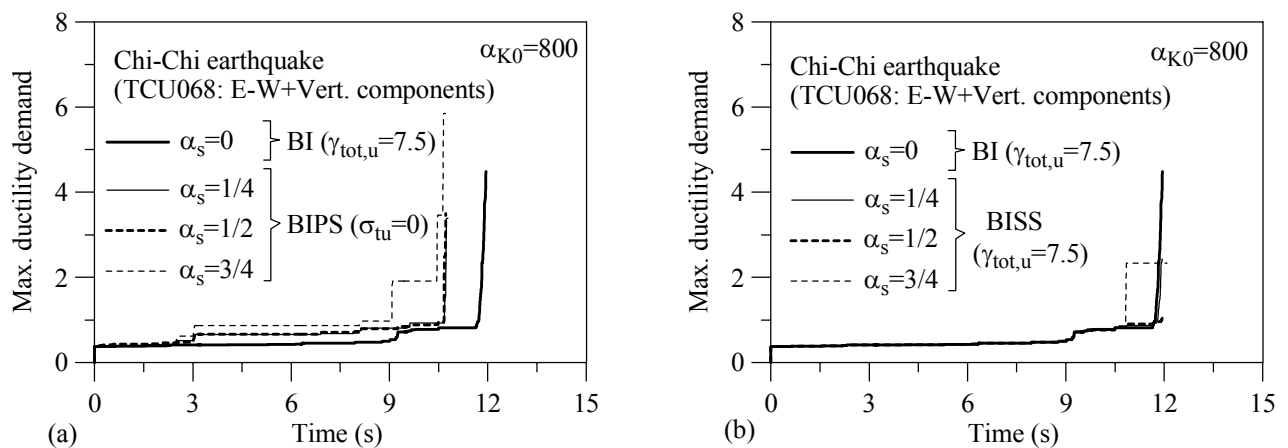 8
6
4
2
0
Max. ductility demand
Chi-Chi earthquake
(TCU068: E-W+Vert. components)
αK0=800
αs=0
BI (γtot,u=7.5)
αs=1/4
αs=1/2
BIPS (σtu=0)
αs=3/4
0 3 6 9 12 15
(a)
Time (s)
8
6
4
2
0
Max. ductility demand
Chi-Chi earthquake
(TCU068: E-W+Vert. components)
αK0=800
αs=0
BI (γtot,u=7.5)
αs=1/4
αs=1/2
BISS
(γtot,u=7.5)
αs=3/4
0 3 6 9 12 15
(b)
Time (s)